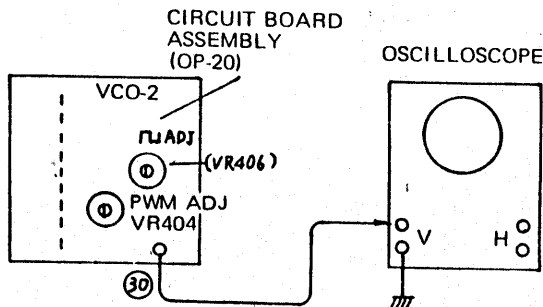 CIRCUIT BOARD
ASSEMBLY
(OP-20)
OSCILLOSCOPE
VCO-2
ADJ
(VR406)
PWM ADJ
VR404
V
H
30